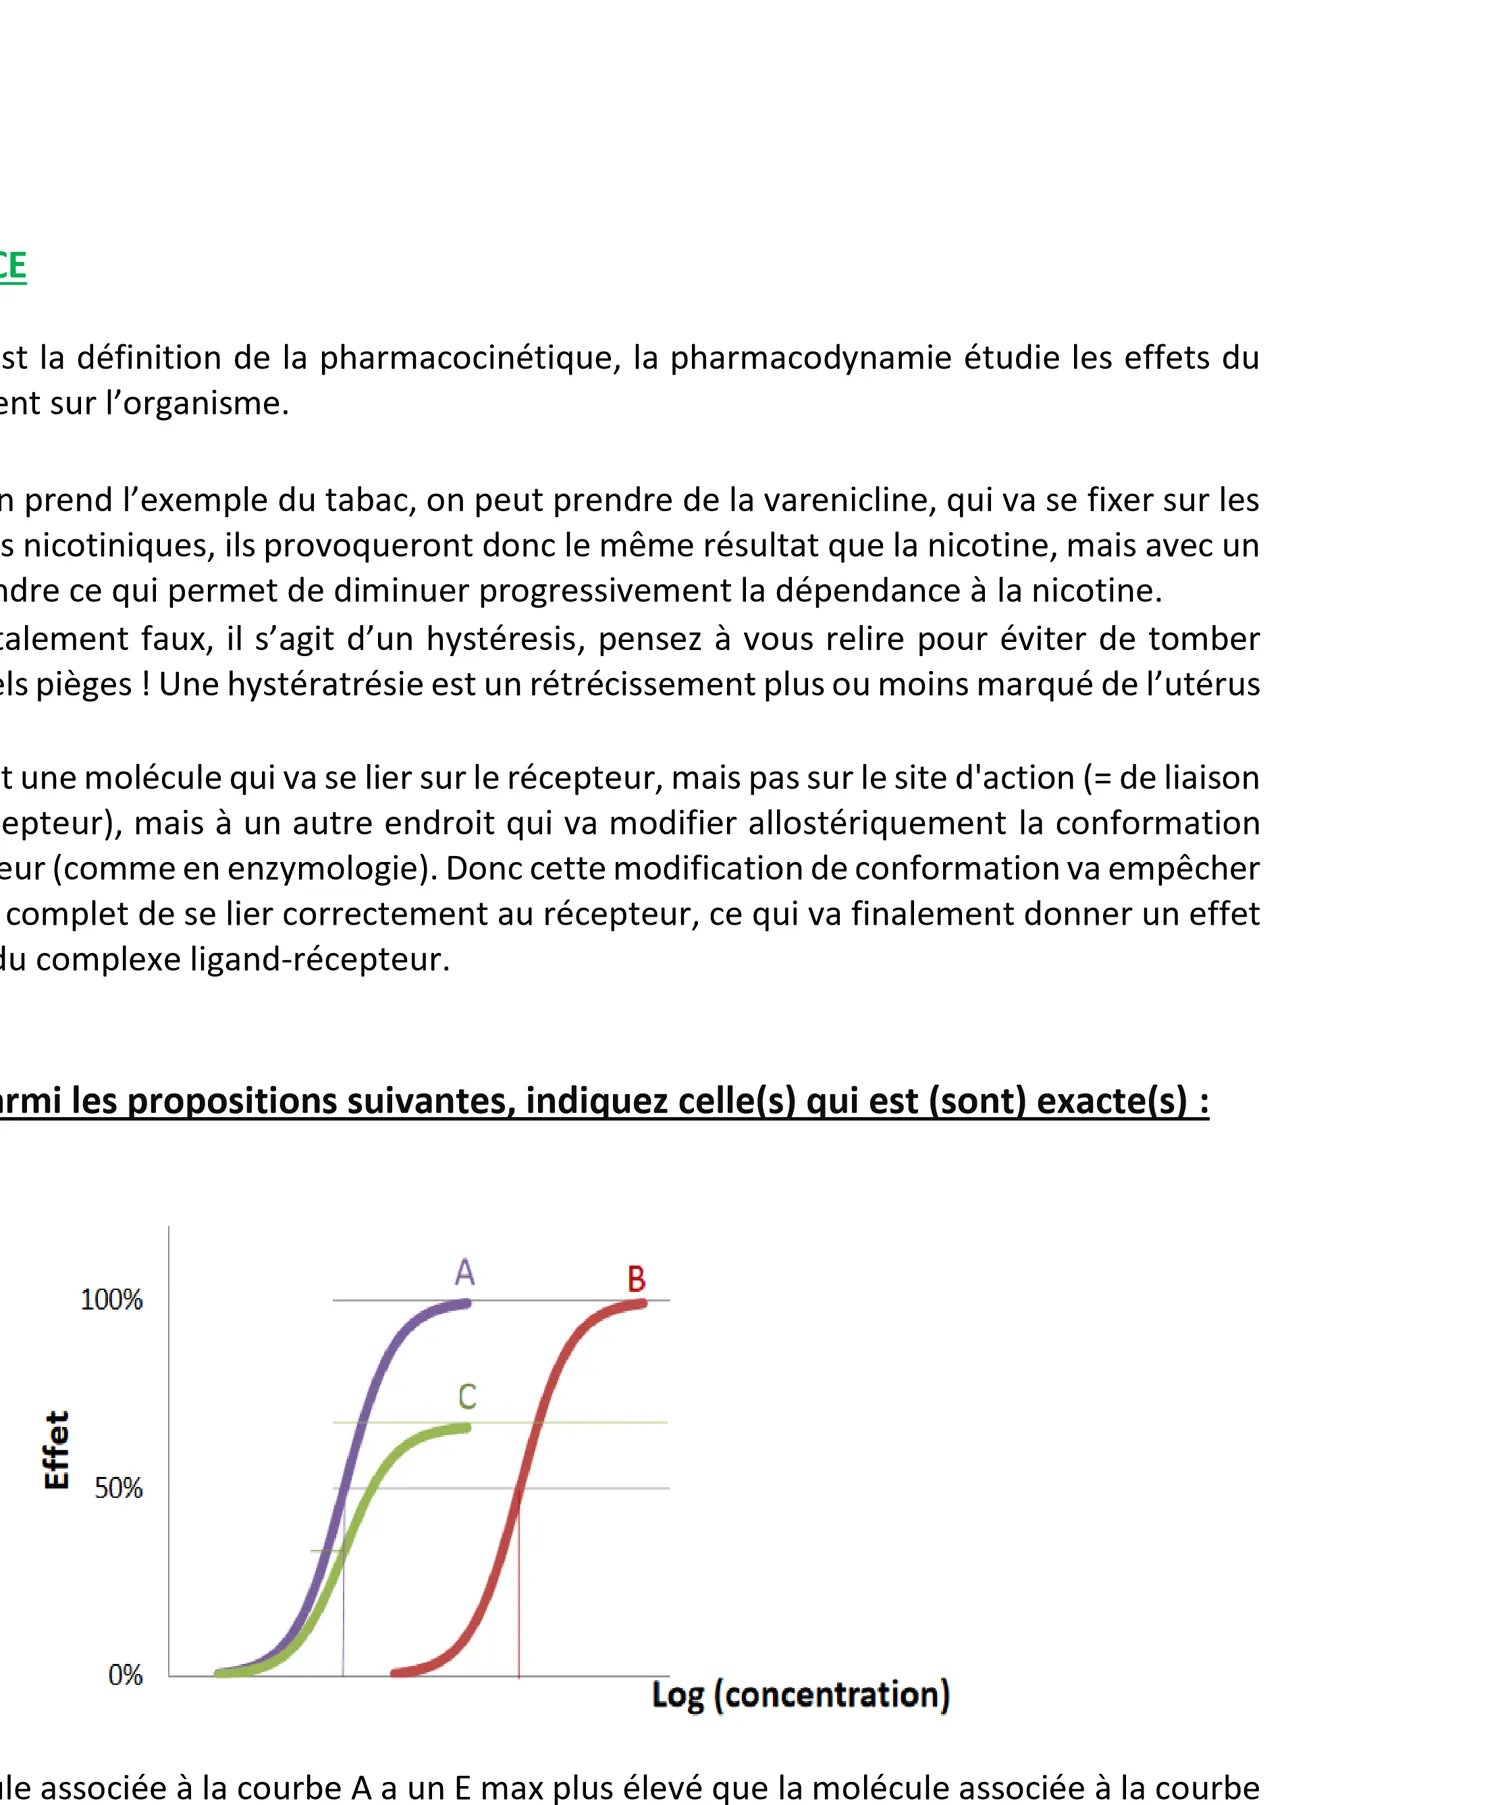 CE
st la définition de la pharmacocinétique, la pharmacodynamie étudie les effets du
ent sur l’organisme.
n prend l’exemple du tabac, on peut prendre de la varenicline, qui va se fixer sur les
s nicotiniques, ils provoqueront donc le même résultat que la nicotine, mais avec un
ndre ce qui permet de diminuer progressivement la dépendance à la nicotine.
talement faux, il s’agit d’un hystéresis, pensez à vous relire pour éviter de tomber
els pièges ! Une hystératrésie est un rétrécissement plus ou moins marqué de l’utérus
t une molécule qui va se lier sur le récepteur, mais pas sur le site d'action (= de liaison
epteur), mais à un autre endroit qui va modifier allostériquement la conformation
eur (comme en enzymologie). Donc cette modification de conformation va empêcher
complet de se lier correctement au récepteur, ce qui va finalement donner un effet
du complexe ligand-récepteur.
armi les propositions suivantes, indiquez celle(s) qui est (sont) exacte(s) :
A
B
100%
C
Effet
50%
0%
Log (concentration)
ule associée à la courbe A a un E max plus élevé que la molécule associée à la courbe